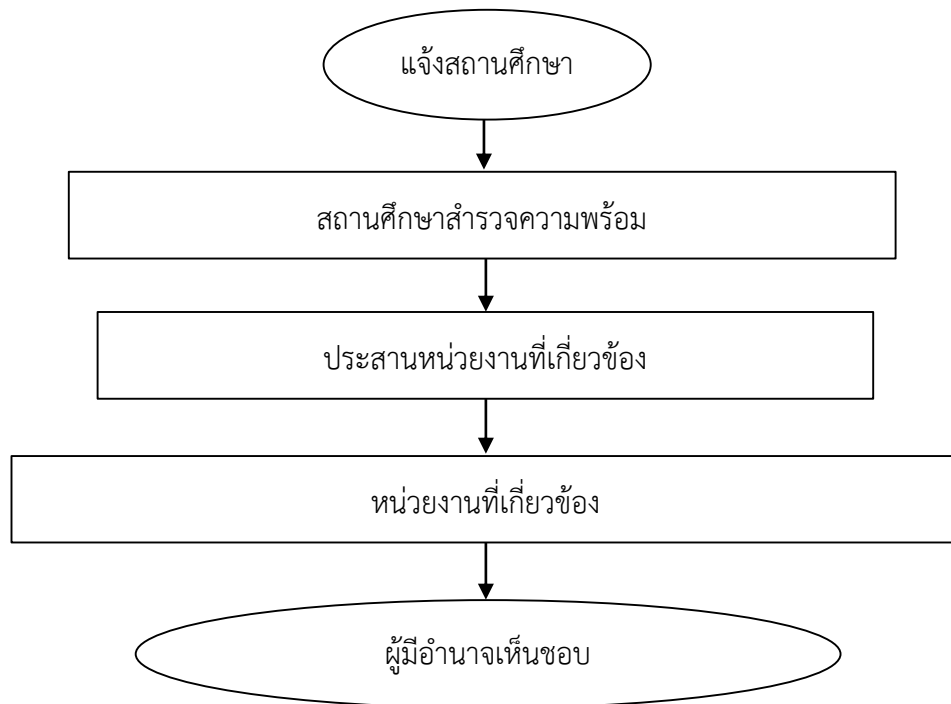 แจ้งสถานศึกษา
สถานศึกษาสำรวจความพร้อม
ประสานหน่วยงานที่เกี่ยวข้อง
หน่วยงานที่เกี่ยวข้อง
ผู้มีอำนาจเห็นชอบ